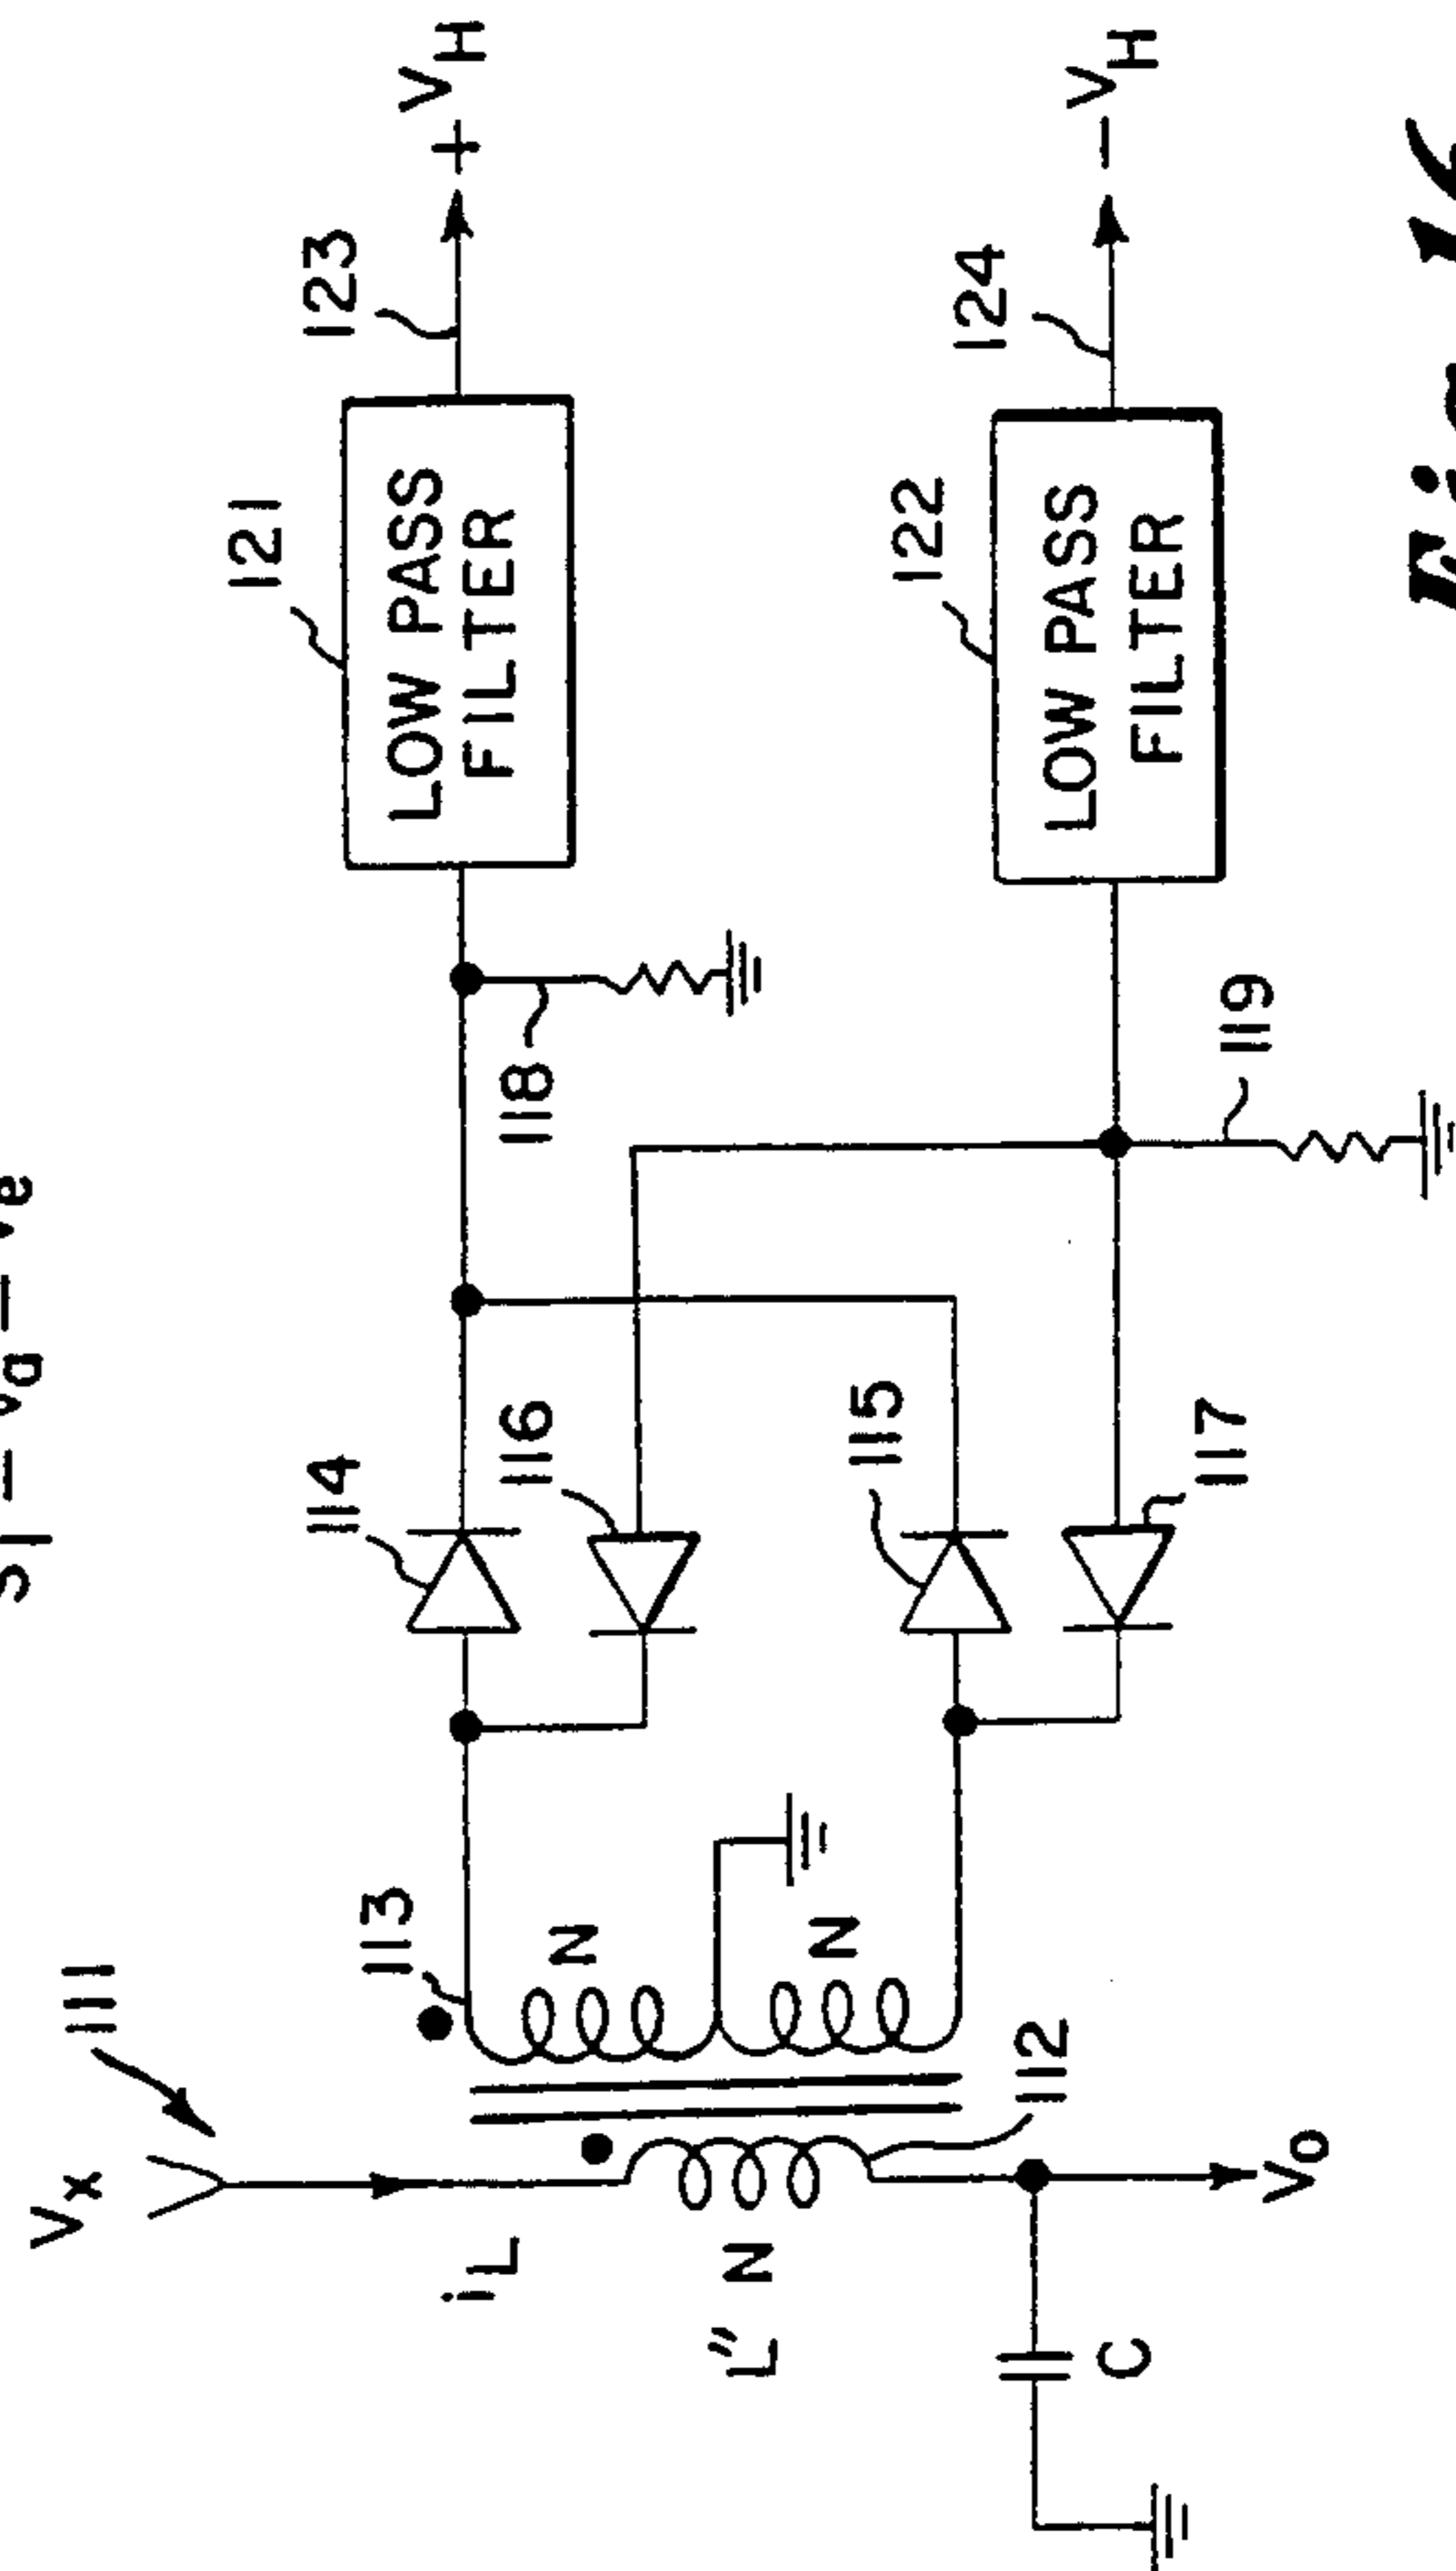 111
Vx
iL
L" N
C
Vo
112
113
N
N
114
116
115
117
118
119
121
LOW PASS
FILTER
122
LOW PASS
FILTER
123
+ VH
124
– VH